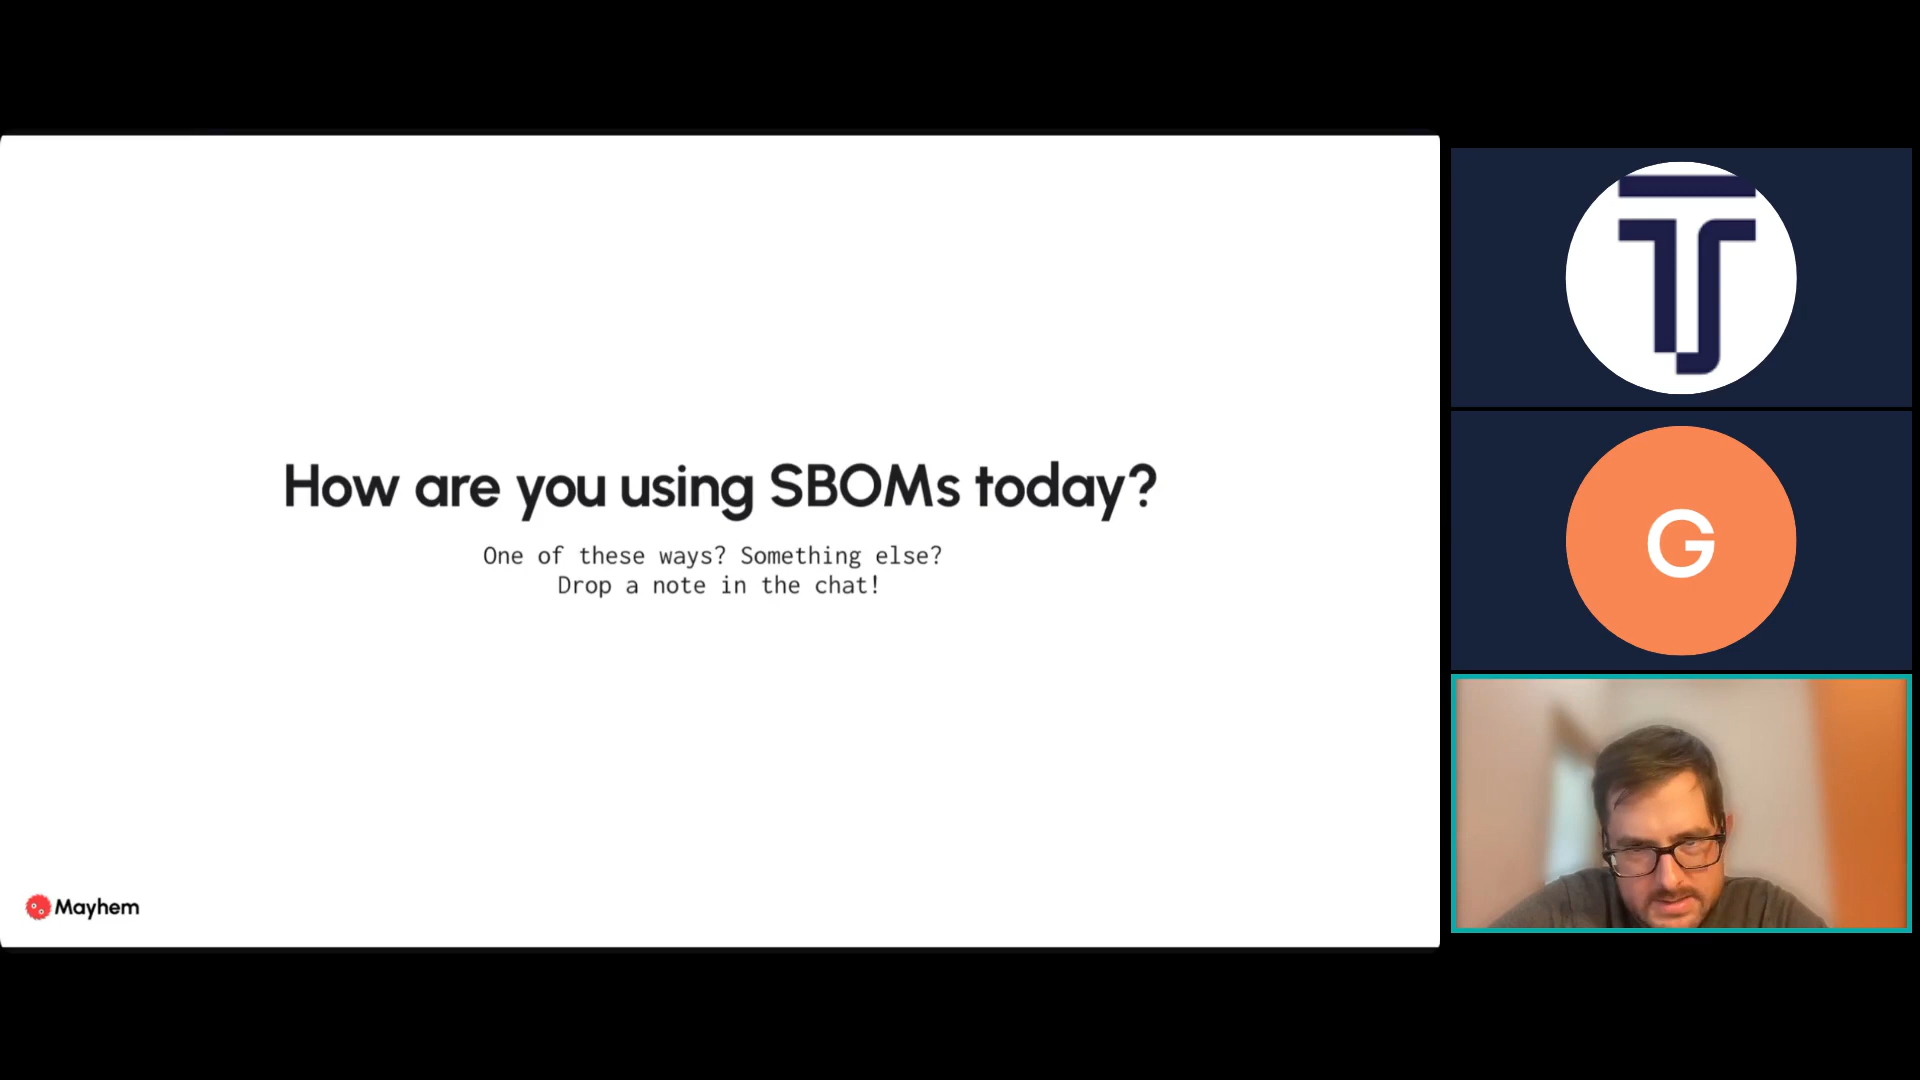 How are you using SBOMs today?
One of these ways? Something else?
Drop a note in the chat!
Mayhem
G